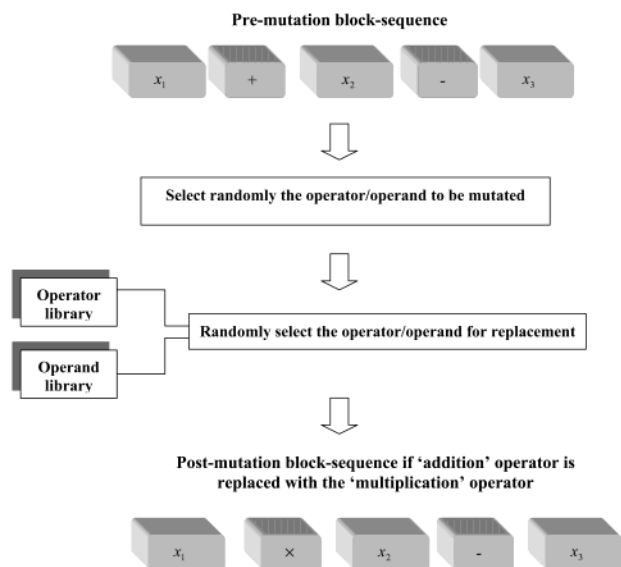 Pre-mutation block-sequence
x₁ + x₂ - x₃
Select randomly the operator/operand to be mutated
Operator
library
Randomly select the operator/operand for replacement
Operand
library
Post-mutation block-sequence if ‘addition’ operator is
replaced with the ‘multiplication’ operator
x₁ × x₂ - x₃